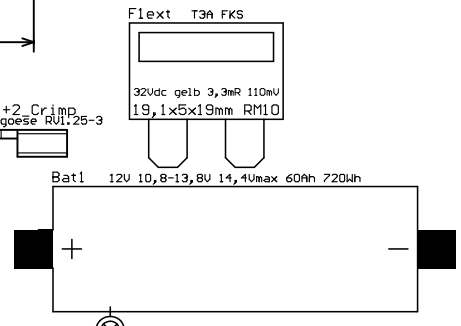 F1ext T3A FKS
32Vdc gelb 3,3mR 110mV
19,1x5x19mm RM10
+2_Crimp
goese RV1.25-3
Bat1 12V 10,8-13,8V 14,4Vmax 60Ah 720Wh
+ −